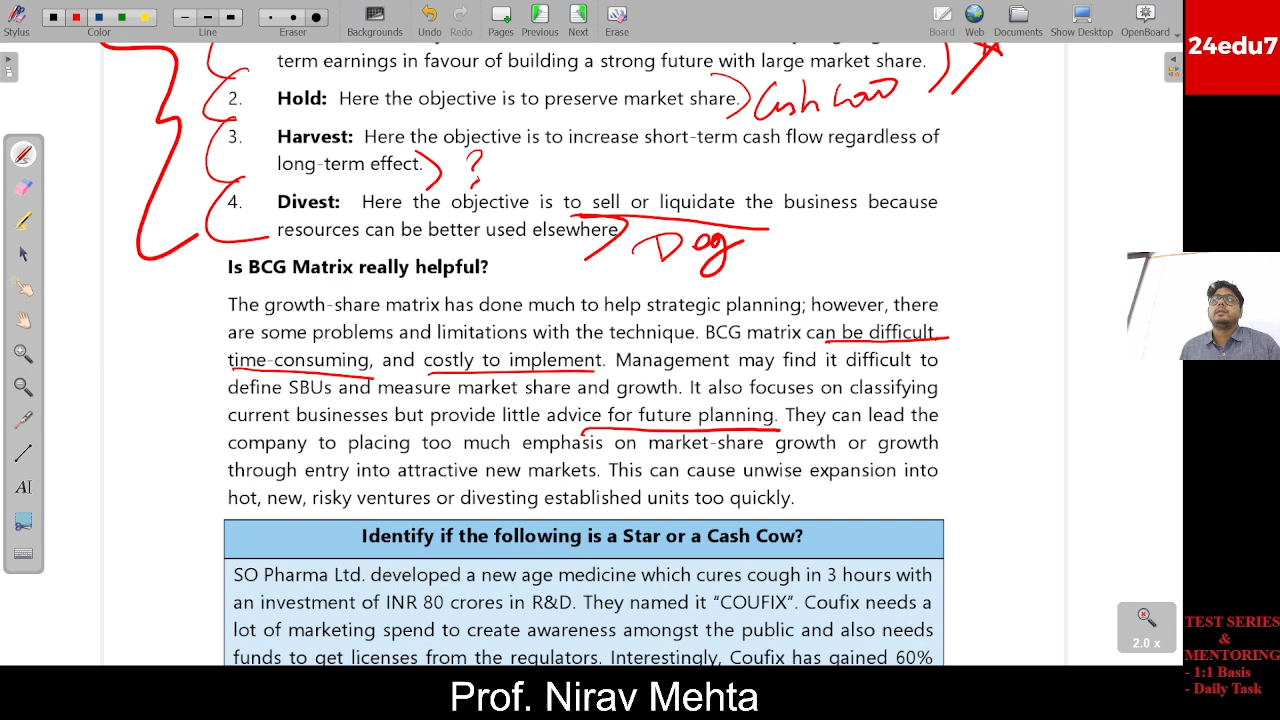 Stylus
Color
Line
Eraser
Backgrounds
Undo
Redo
Pages
Previous
Next
Erase
Board
Web
Documents
Show Desktop
OpenBoard
24edu7
term earnings in favour of building a strong future with large market share.
2. Hold: Here the objective is to preserve market share. Cash Cow
3. Harvest: Here the objective is to increase short-term cash flow regardless of
long-term effect. ?
4. Divest: Here the objective is to sell or liquidate the business because
resources can be better used elsewhere
Dog
Is BCG Matrix really helpful?
The growth-share matrix has done much to help strategic planning; however, there
are some problems and limitations with the technique. BCG matrix can be difficult,
time-consuming, and costly to implement. Management may find it difficult to
define SBUs and measure market share and growth. It also focuses on classifying
current businesses but provide little advice for future planning. They can lead the
company to placing too much emphasis on market-share growth or growth
through entry into attractive new markets. This can cause unwise expansion into
hot, new, risky ventures or divesting established units too quickly.
Identify if the following is a Star or a Cash Cow?
SO Pharma Ltd. developed a new age medicine which cures cough in 3 hours with
an investment of INR 80 crores in R&D. They named it “COUFIX”. Coufix needs a
lot of marketing spend to create awareness amongst the public and also needs
funds to get licenses from the regulators. Interestingly, Coufix has gained 60%
AI
2.0 x
TEST SERIES
&
MENTORING
- 1:1 Basis
- Daily Task
Prof. Nirav Mehta